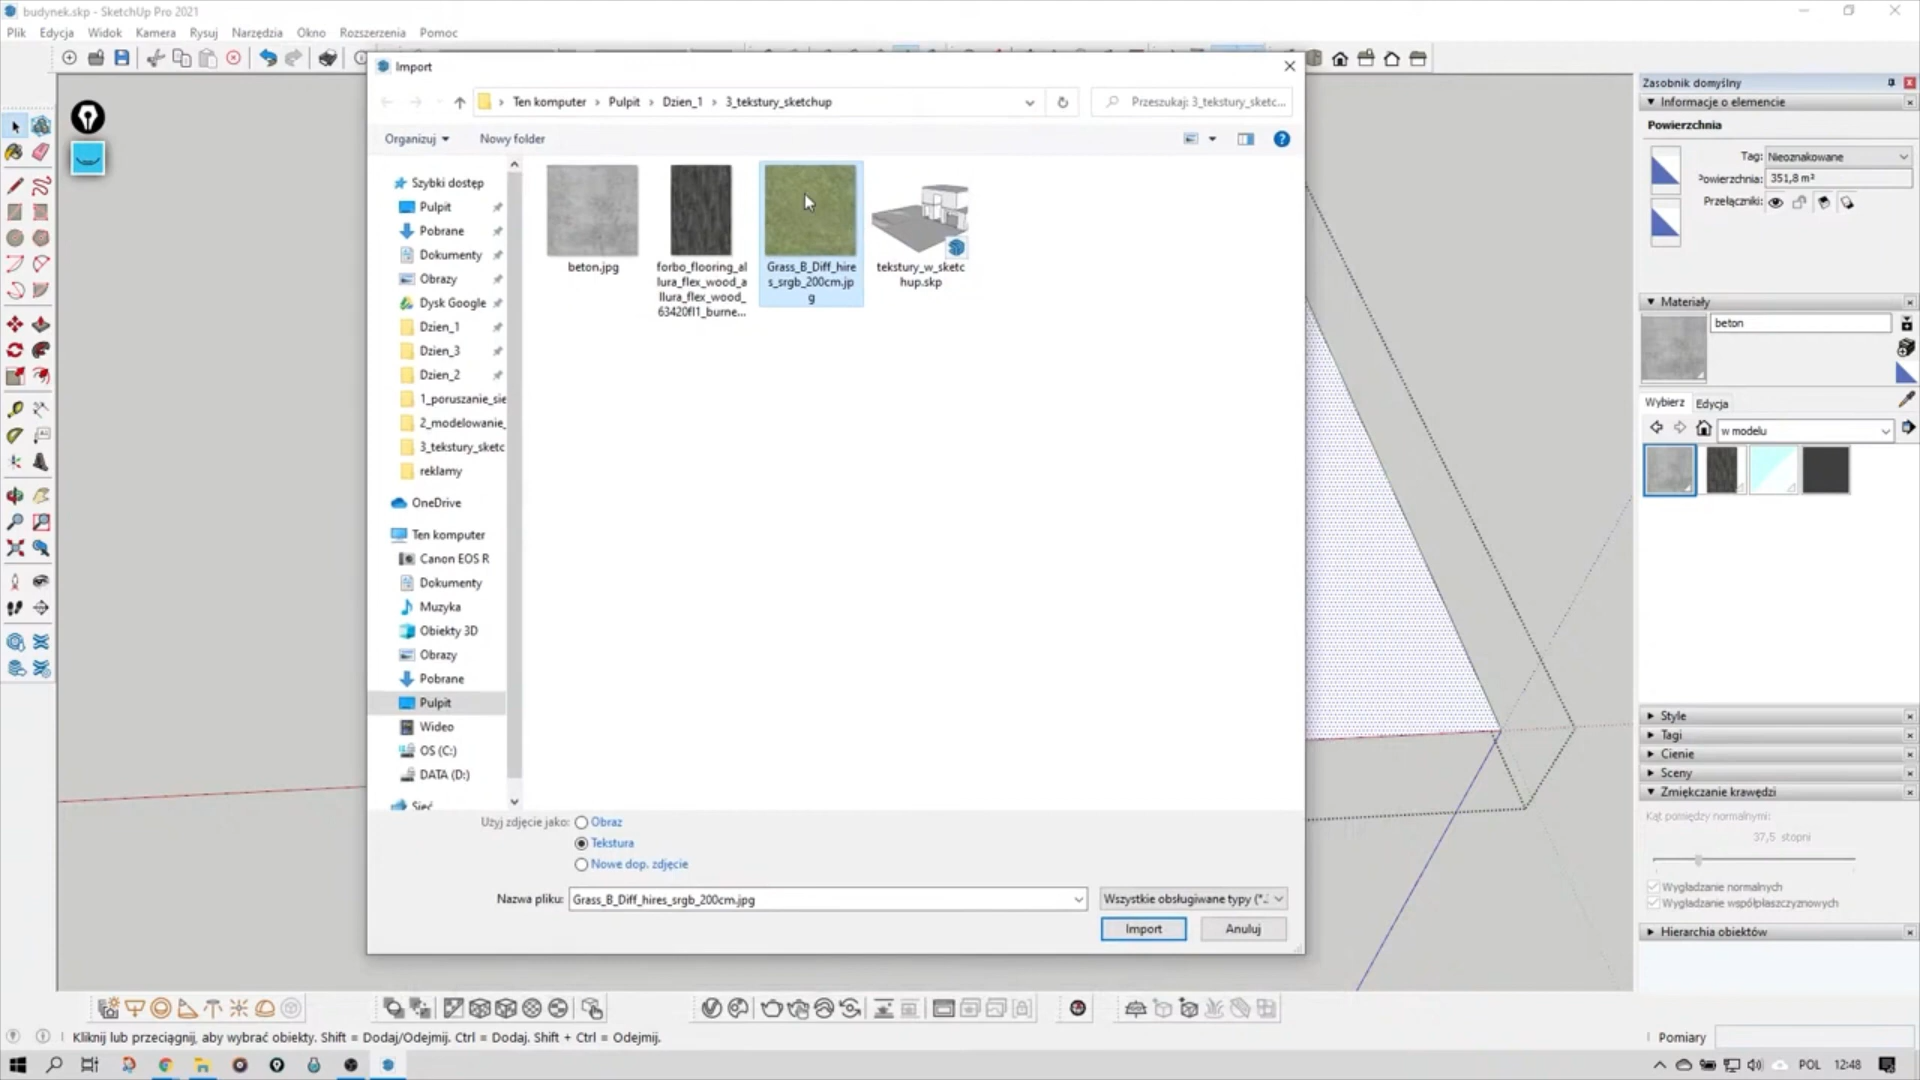 budynek.skp - SketchUp Pro 2021
Plik Edycja Widok Kamera Rysuj Narzędzia Okno Rozszerzenia Pomoc
Import
Ten komputer Pulpit Dzien_1 3_tekstury_sketchup
Przeszukaj: 3_tekstury_sketc...
Organizuj Nowy folder
Szybki dostęp
Pulpit
Pobrane
Dokumenty
Obrazy
Dysk Google
Dzien_1
Dzien_3
Dzien_2
1_poruszanie_sie
2_modelowanie_
3_tekstury_sketc
reklamy
OneDrive
Ten komputer
Canon EOS R
Dokumenty
Muzyka
Obiekty 3D
Obrazy
Pobrane
Pulpit
Wideo
OS (C:)
DATA (D:)
Sieć
beton.jpg
forbo_flooring_al
lura_flex_wood_a
llura_flex_wood_
63420fl1_burne...
Grass_B_Diff_hire
s_srgb_200cm.jp
g
tekstury_w_sketc
hup.skp
Użyj zdjęcie jako: Obraz
Tekstura
Nowe dop. zdjęcie
Nazwa pliku: Grass_B_Diff_hires_srgb_200cm.jpg
Wszystkie obsługiwane typy (*.
Import Anuluj
Zasobnik domyślny
Informacje o elemencie
Powierzchnia
Tag: Nieoznakowane
Powierzchnia: 351,8 m²
Przełączniki:
Materiały
beton
Wybierz Edycja
w modelu
Style
Tagi
Cienie
Sceny
Zmiękczanie krawędzi
Kąt pomiędzy normalnymi:
37,5 stopni
Wygładzanie normalnych
Wygładzanie współpłaszczyznowych
Hierarchia obiektów
Kliknij lub przeciągnij, aby wybrać obiekty. Shift = Dodaj/Odejmij. Ctrl = Dodaj. Shift + Ctrl = Odejmij.
Pomiary
POL 12:48